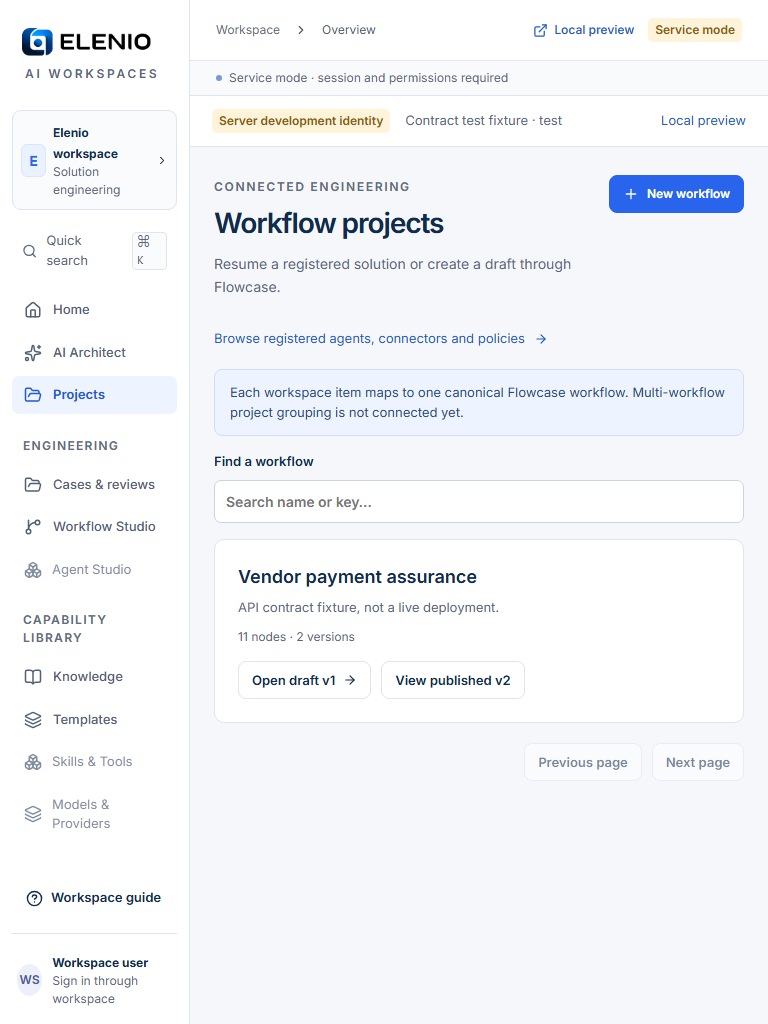 ELENIO
AI WORKSPACES
E
Elenio
workspace
Solution
engineering
Quick
search
⌘
K
Home
AI Architect
Projects
ENGINEERING
Cases & reviews
Workflow Studio
Agent Studio
CAPABILITY
LIBRARY
Knowledge
Templates
Skills & Tools
Models &
Providers
Workspace guide
WS
Workspace user
Sign in through
workspace
Workspace > Overview
Local preview
Service mode
Service mode · session and permissions required
Server development identity
Contract test fixture · test
Local preview
CONNECTED ENGINEERING
+ New workflow
Workflow projects
Resume a registered solution or create a draft through
Flowcase.
Browse registered agents, connectors and policies →
Each workspace item maps to one canonical Flowcase workflow. Multi-workflow
project grouping is not connected yet.
Find a workflow
Search name or key...
Vendor payment assurance
API contract fixture, not a live deployment.
11 nodes · 2 versions
Open draft v1 →
View published v2
Previous page
Next page